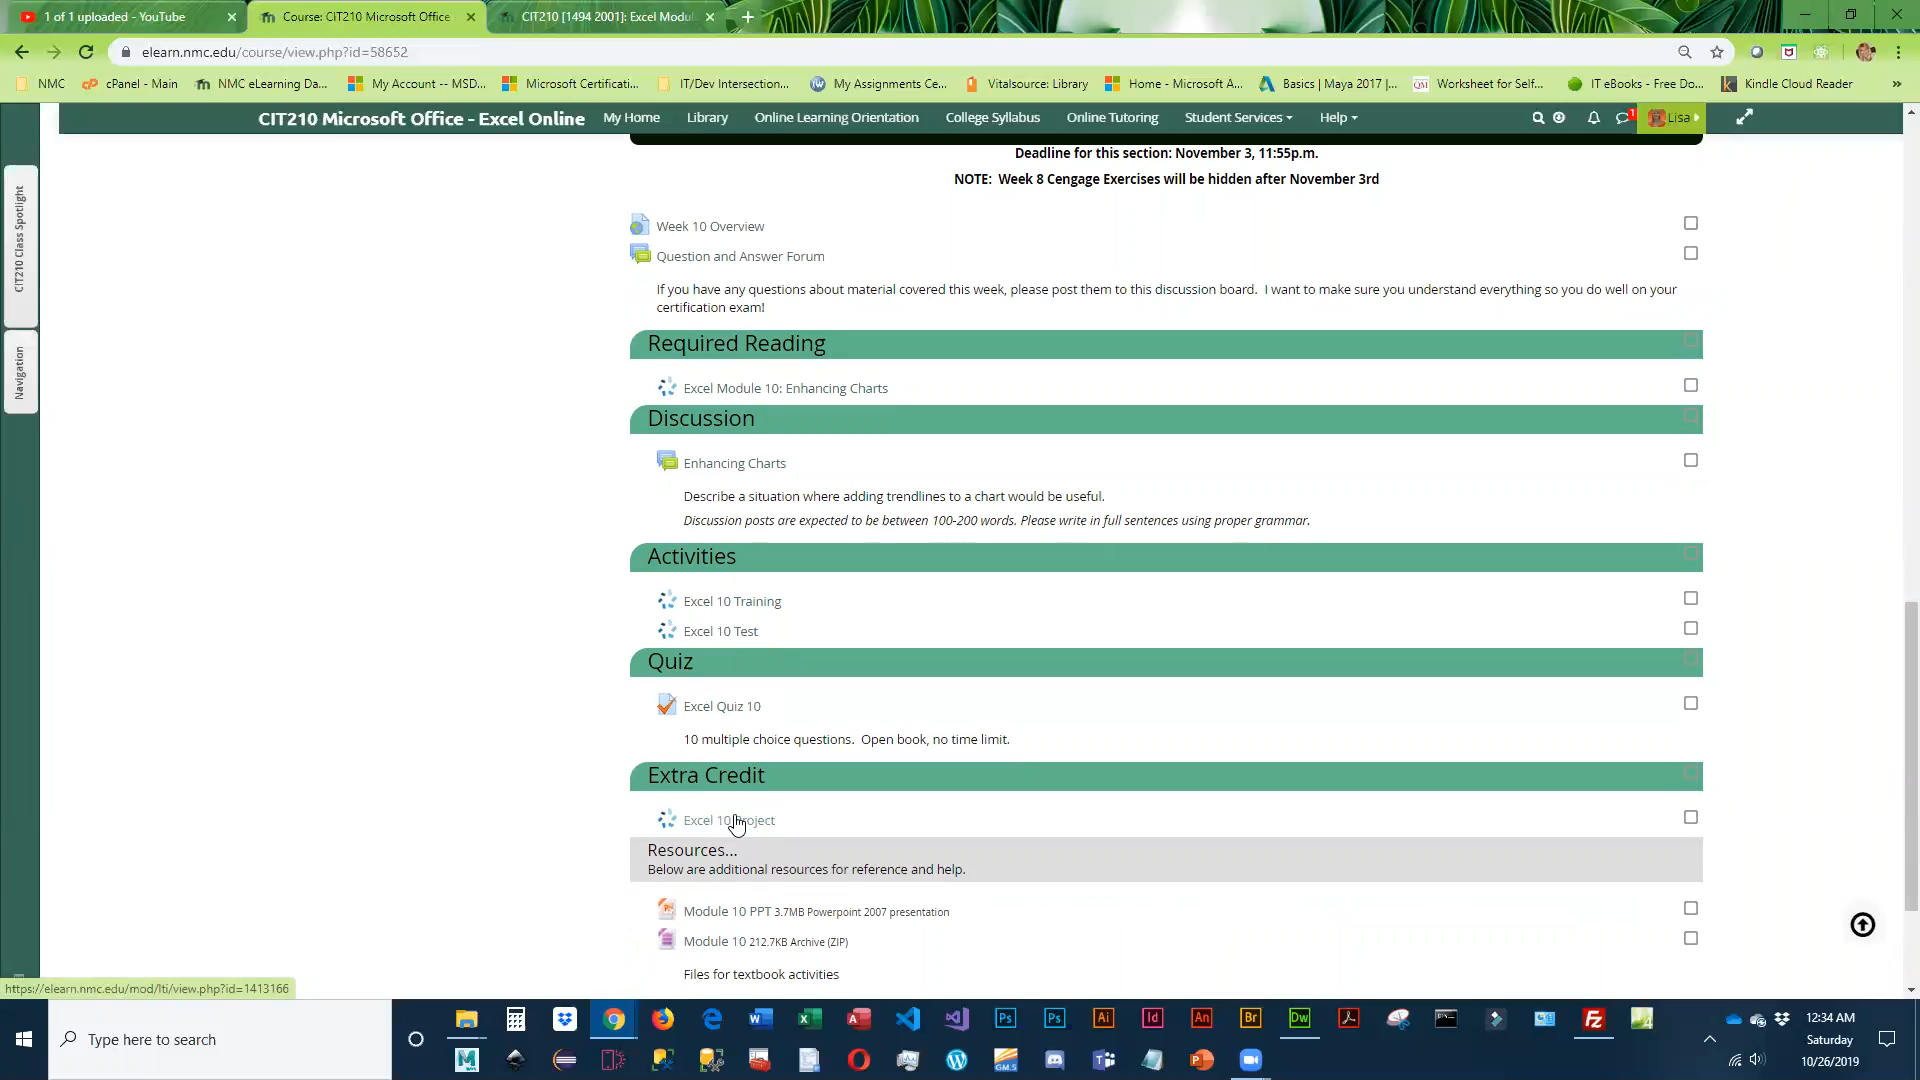 1 of 1 uploaded - YouTube
Course: CIT210 Microsoft Office
CIT210 [1494 2001]: Excel Modul
elearn.nmc.edu/course/view.php?id=58652
NMC
cPanel - Main
NMC eLearning Da...
My Account -- MSD...
Microsoft Certificati...
IT/Dev Intersection...
My Assignments Ce...
Vitalsource: Library
Home - Microsoft A...
Basics | Maya 2017 |...
Worksheet for Self...
IT eBooks - Free Do...
Kindle Cloud Reader
CIT210 Microsoft Office - Excel Online
My Home
Library
Online Learning Orientation
College Syllabus
Online Tutoring
Student Services
Help
1
Lisa
CIT210 Class Spotlight
Navigation
Deadline for this section: November 3, 11:55p.m.
NOTE: Week 8 Cengage Exercises will be hidden after November 3rd
Week 10 Overview
Question and Answer Forum
If you have any questions about material covered this week, please post them to this discussion board. I want to make sure you understand everything so you do well on your
certification exam!
Required Reading
Excel Module 10: Enhancing Charts
Discussion
Enhancing Charts
Describe a situation where adding trendlines to a chart would be useful.
Discussion posts are expected to be between 100-200 words. Please write in full sentences using proper grammar.
Activities
Excel 10 Training
Excel 10 Test
Quiz
Excel Quiz 10
10 multiple choice questions. Open book, no time limit.
Extra Credit
Excel 10 Project
Resources...
Below are additional resources for reference and help.
Module 10 PPT 3.7MB Powerpoint 2007 presentation
Module 10 212.7KB Archive (ZIP)
Files for textbook activities
https://elearn.nmc.edu/mod/lti/view.php?id=1413166
Type here to search
12:34 AM
Saturday
10/26/2019